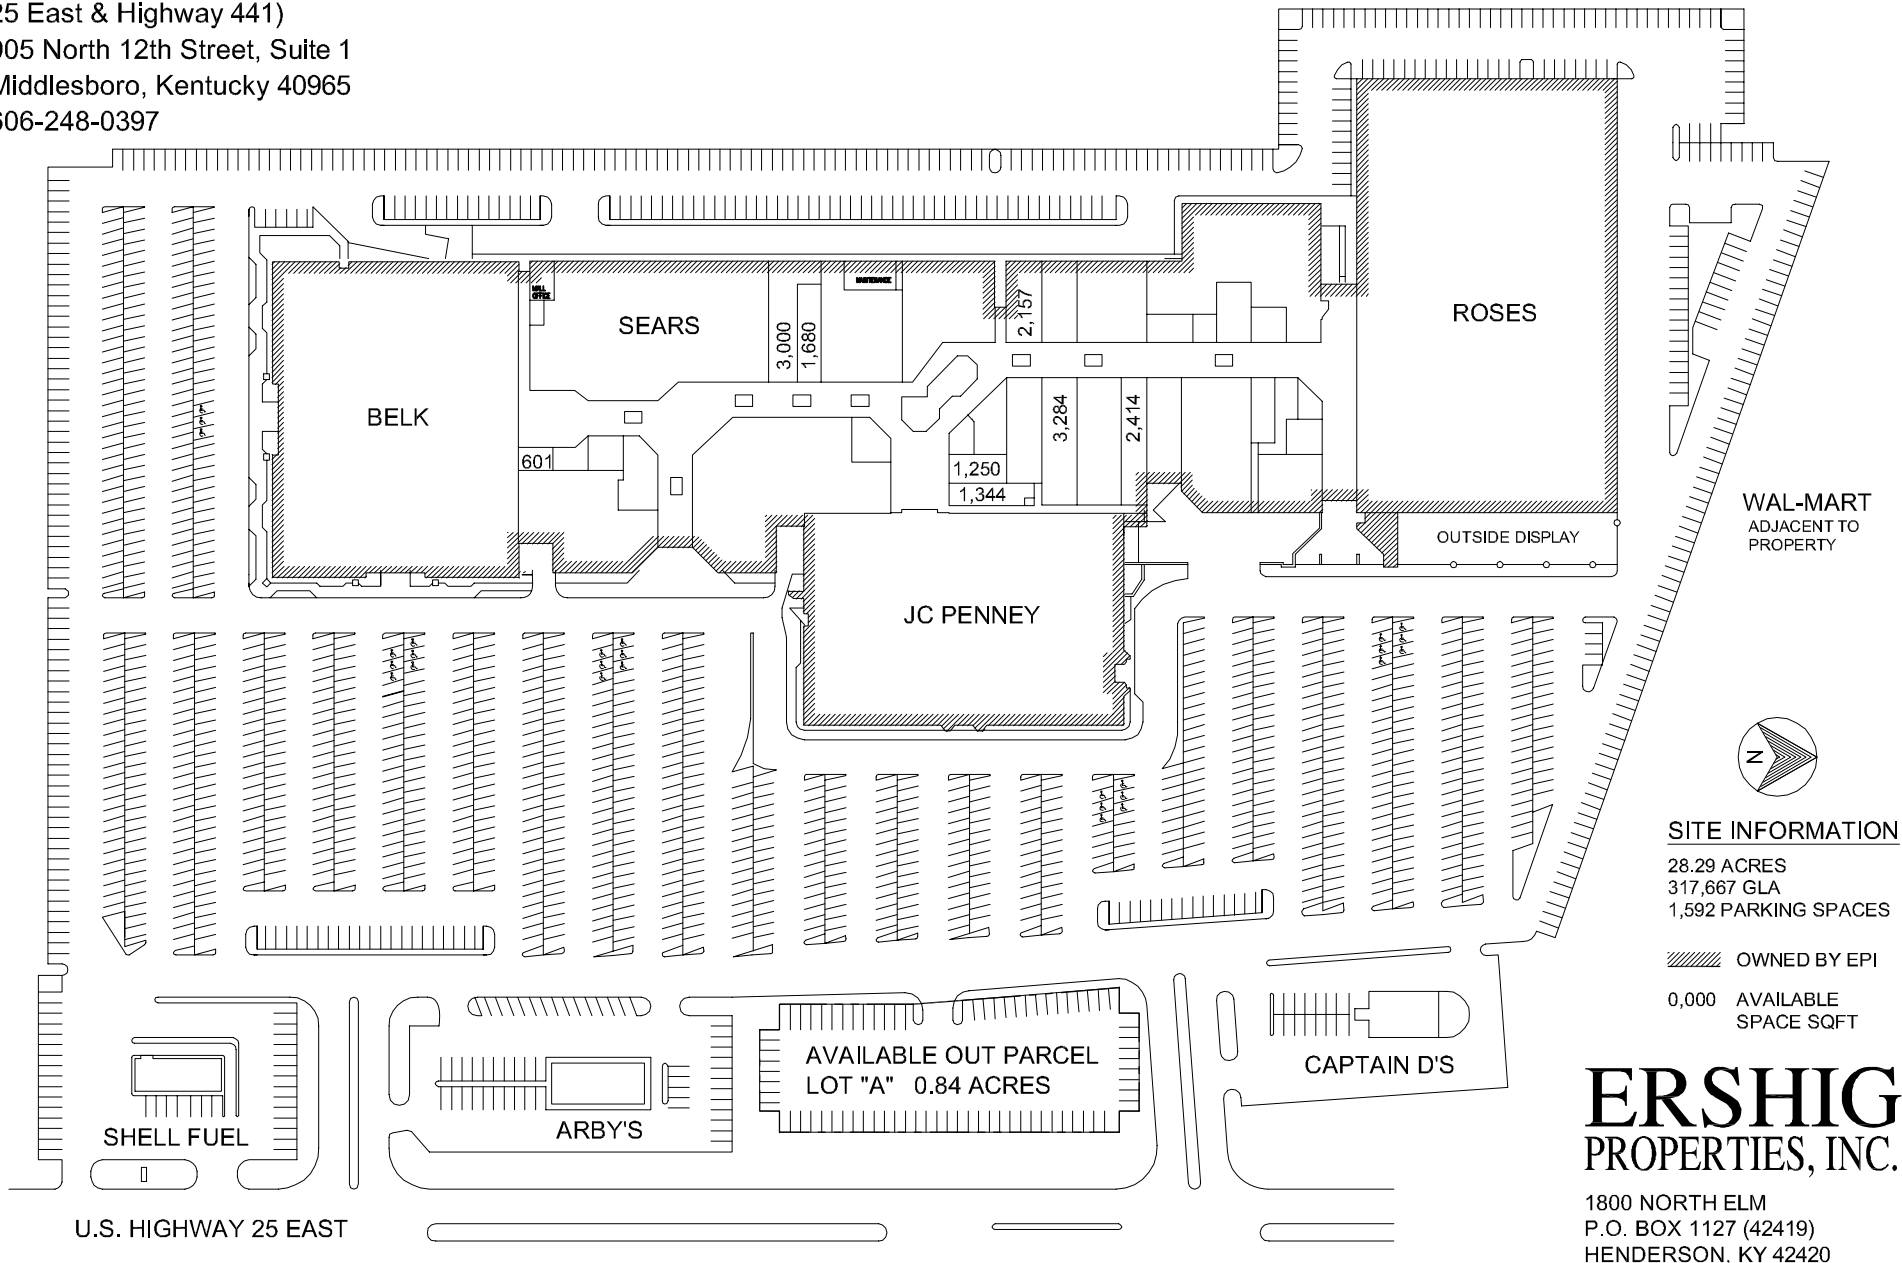 25 East & Highway 441)
905 North 12th Street, Suite 1
Middlesboro, Kentucky 40965
606-248-0397
MALL
OFFICE
MAINTENANCE
SEARS
3,000
1,680
2,157
ROSES
BELK
3,284
2,414
601
1,250
1,344
OUTSIDE DISPLAY
WAL-MART
ADJACENT TO
PROPERTY
JC PENNEY
N
SITE INFORMATION
28.29 ACRES
317,667 GLA
1,592 PARKING SPACES
OWNED BY EPI
0,000 AVAILABLE
SPACE SQFT
AVAILABLE OUT PARCEL
LOT "A" 0.84 ACRES
CAPTAIN D'S
ARBY'S
SHELL FUEL
U.S. HIGHWAY 25 EAST
ERSHIG
PROPERTIES, INC.
1800 NORTH ELM
P.O. BOX 1127 (42419)
HENDERSON, KY 42420